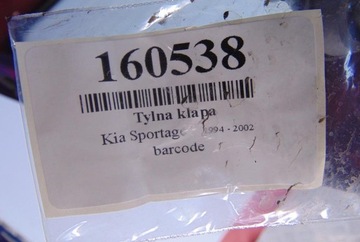 160538
Tylna klapa
Kia Sportage 1994 - 2002
barcode